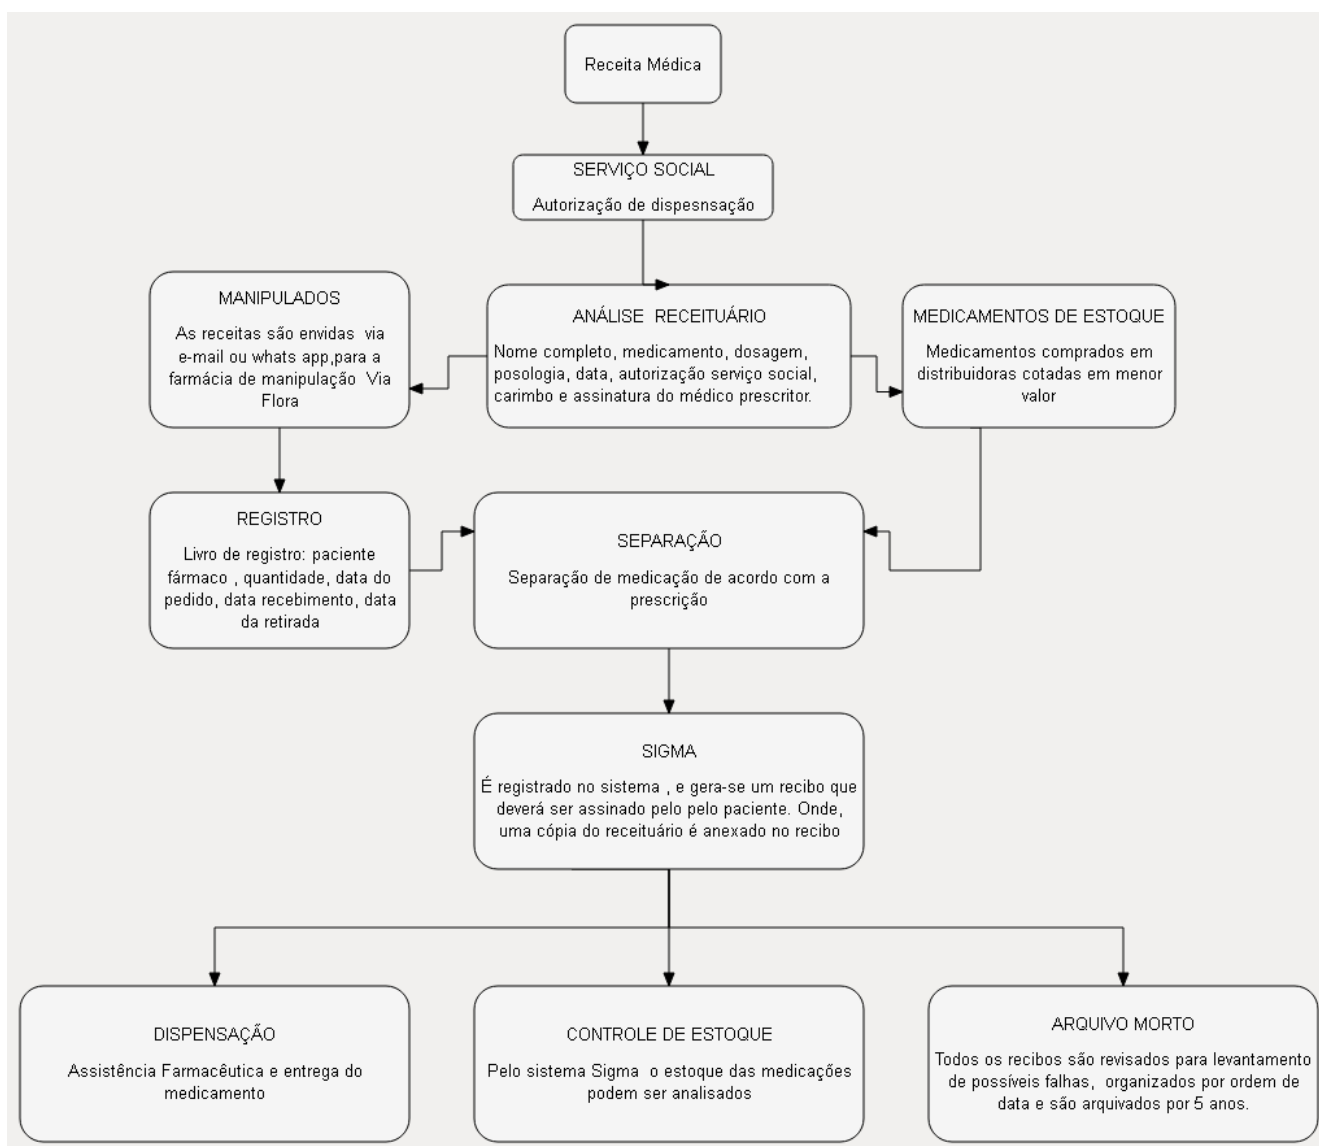 Receita Médica
SERVIÇO SOCIAL
Autorização de dispesnsação
MANIPULADOS
As receitas são envidas via
e-mail ou whats app,para a
farmácia de manipulação Via
Flora
ANÁLISE RECEITUÁRIO
Nome completo, medicamento, dosagem,
posologia, data, autorização serviço social,
carimbo e assinatura do médico prescritor.
MEDICAMENTOS DE ESTOQUE
Medicamentos comprados em
distribuidoras cotadas em menor
valor
REGISTRO
Livro de registro: paciente
fármaco , quantidade, data do
pedido, data recebimento, data
da retirada
SEPARAÇÃO
Separação de medicação de acordo com a
prescrição
SIGMA
É registrado no sistema , e gera-se um recibo que
deverá ser assinado pelo pelo paciente. Onde,
uma cópia do receituário é anexado no recibo
DISPENSAÇÃO
Assistência Farmacêutica e entrega do
medicamento
CONTROLE DE ESTOQUE
Pelo sistema Sigma o estoque das medicações
podem ser analisados
ARQUIVO MORTO
Todos os recibos são revisados para levantamento
de possíveis falhas, organizados por ordem de
data e são arquivados por 5 anos.